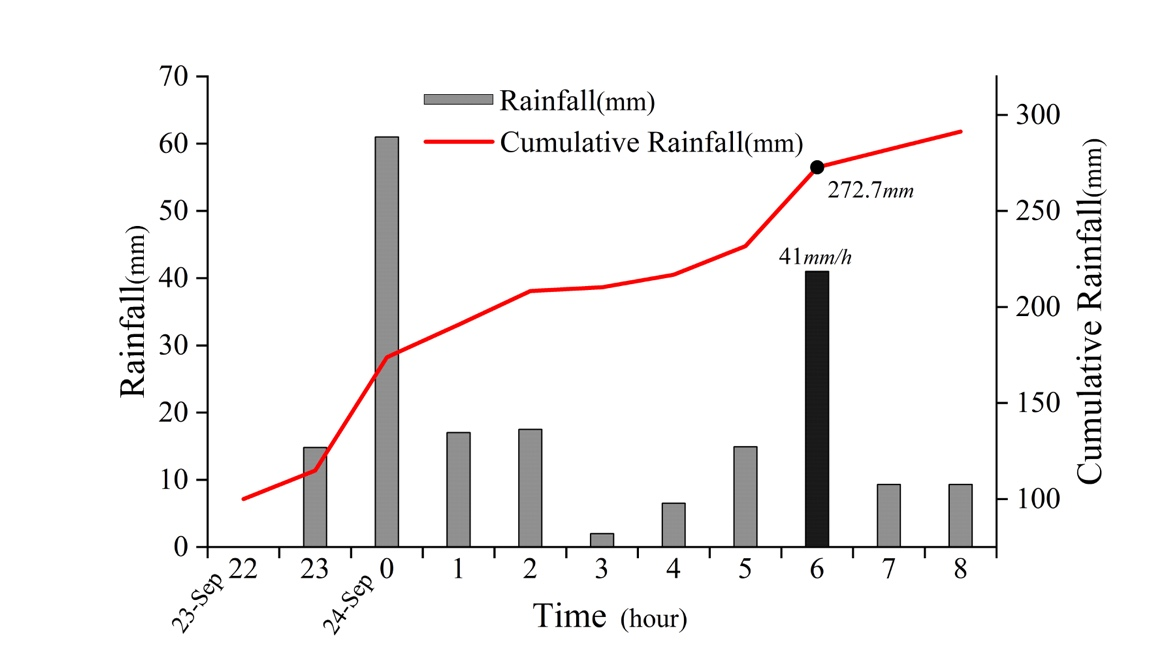 Rainfall(mm)
Cumulative Rainfall(mm)
70
60
50
40
30
20
10
0
Rainfall(mm)
300
250
200
150
100
Cumulative Rainfall(mm)
272.7mm
41mm/h
22 23 0 1 2 3 4 5 6 7 8
23-Sep 24-Sep
Time (hour)